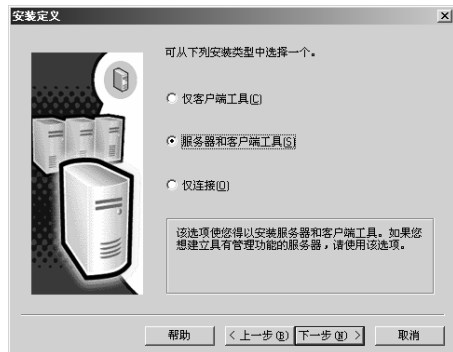 安装定义
可从下列安装类型中选择一个。
仅客户端工具(C)
服务器和客户端工具(S)
仅连接(O)
该选项使您得以安装服务器和客户端工具。如果您
想建立具有管理功能的服务器，请使用该选项。
帮助 < 上一步(B) 下一步(N) > 取消